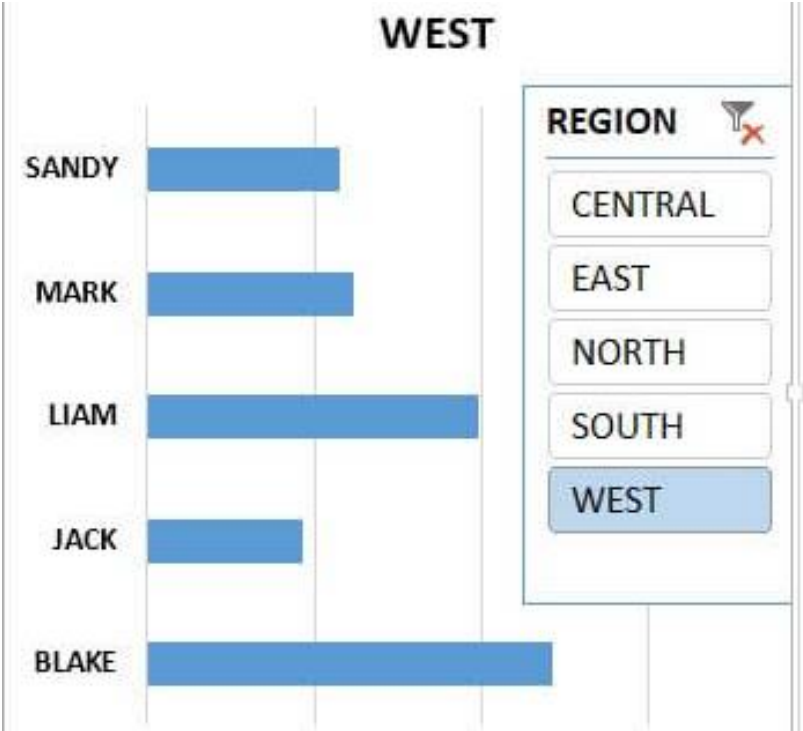 WEST
SANDY
MARK
LIAM
JACK
BLAKE
REGION
CENTRAL
EAST
NORTH
SOUTH
WEST